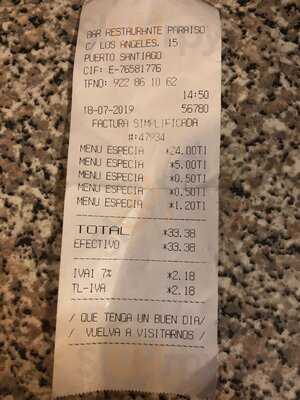 BAR RESTAURANTE PARAISO
C/ LOS ANGELES, 15
PUERTO SANTIAGO
CIF: E-76581776
TFNO: 922 86 10 62
14:50
18-07-2019 56780
FACTURA SIMPLIFICADA
#:47934
MENU ESPECIA *24.00TI
MENU ESPECIA *5.00TI
MENU ESPECIA *0.50TI
MENU ESPECIA *0.50TI
MENU ESPECIA *1.20TI
TOTAL *33.38
EFECTIVO *33.38
IVAI 7% *2.18
TL-IVA *2.18
/ QUE TENGA UN BUEN DIA/
/ VUELVA A VISITARNOS /